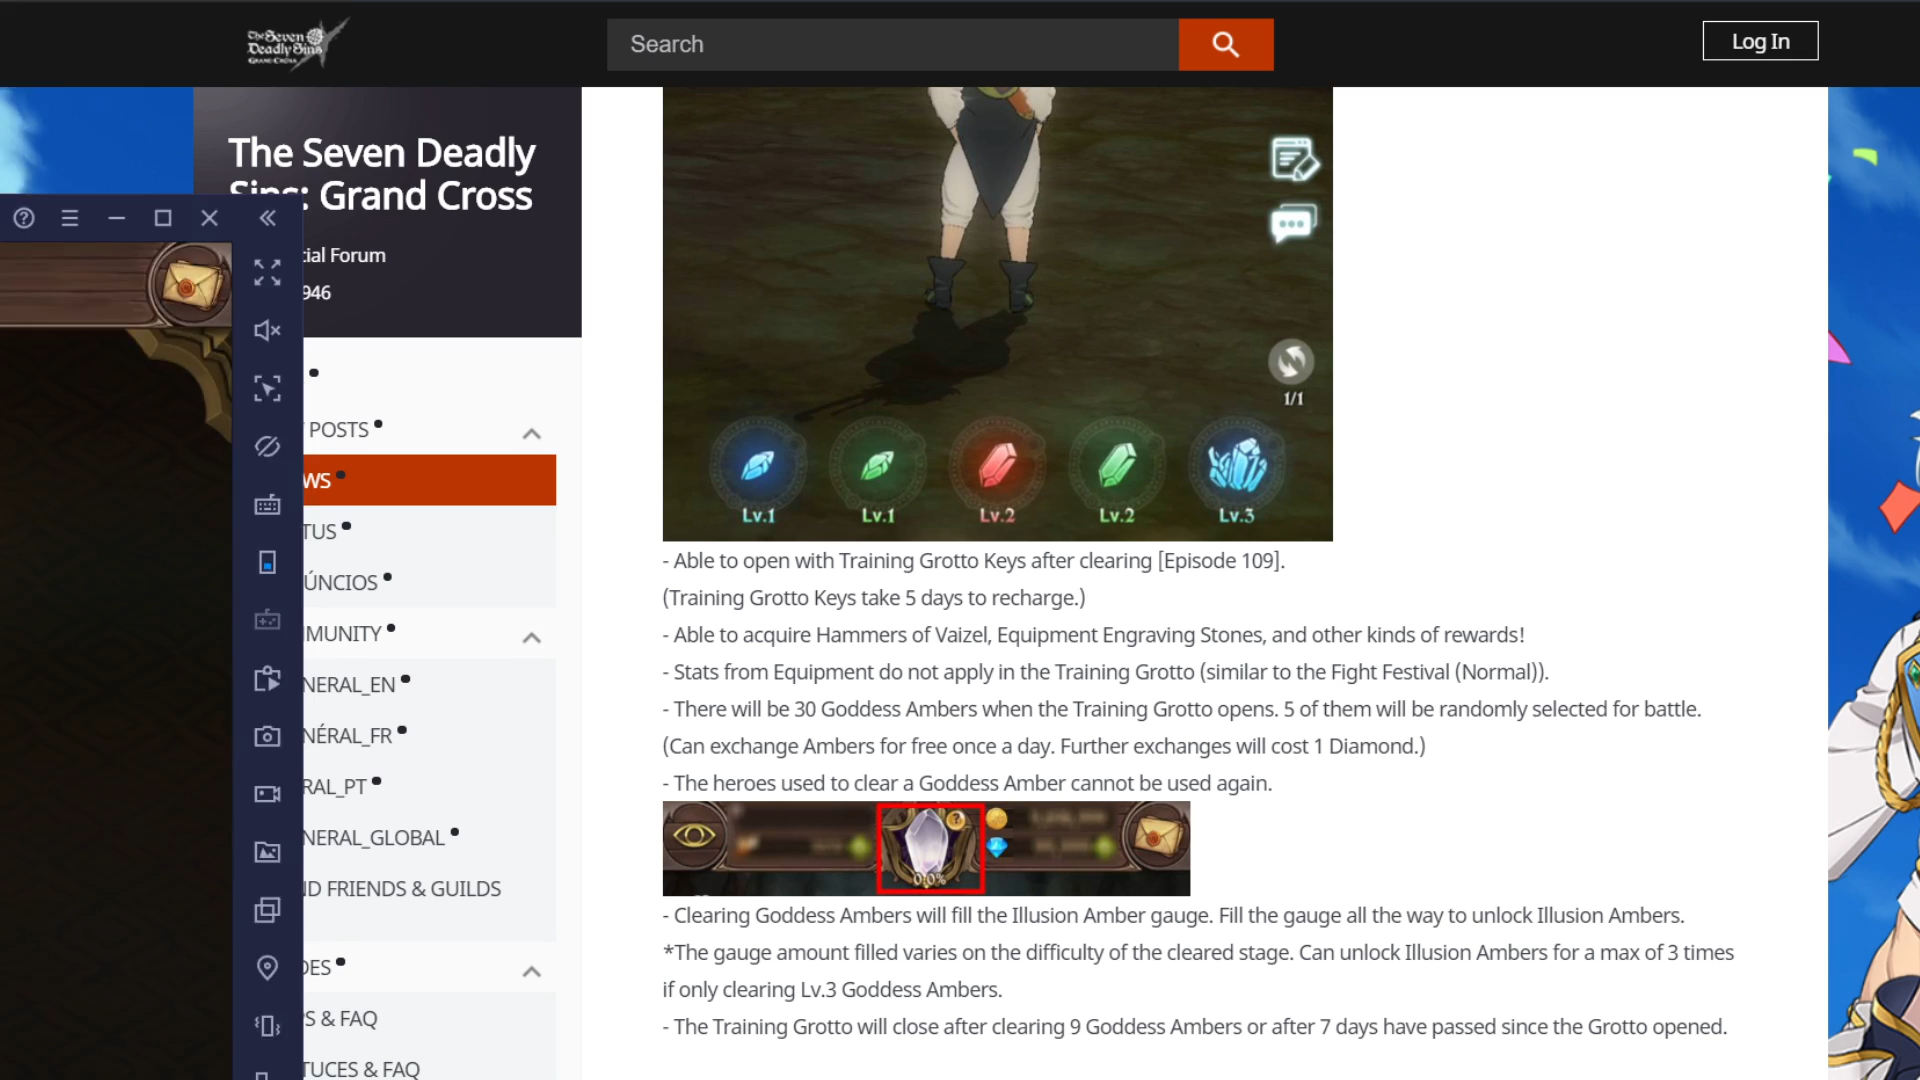 The Seven
Deadly Sins
GRAND CROSS
Search
Log In
The Seven Deadly
Sins: Grand Cross
cial Forum
946
POSTS
WS
TUS
ÚNCIOS
MUNITY
NERAL_EN
NÉRAL_FR
RAL_PT
NERAL_GLOBAL
ND FRIENDS & GUILDS
DES
S & FAQ
TUCES & FAQ
1/1
Lv.1
Lv.1
Lv.2
Lv.2
Lv.3
- Able to open with Training Grotto Keys after clearing [Episode 109].
(Training Grotto Keys take 5 days to recharge.)
- Able to acquire Hammers of Vaizel, Equipment Engraving Stones, and other kinds of rewards!
- Stats from Equipment do not apply in the Training Grotto (similar to the Fight Festival (Normal)).
- There will be 30 Goddess Ambers when the Training Grotto opens. 5 of them will be randomly selected for battle.
(Can exchange Ambers for free once a day. Further exchanges will cost 1 Diamond.)
- The heroes used to clear a Goddess Amber cannot be used again.
?
0.0%
- Clearing Goddess Ambers will fill the Illusion Amber gauge. Fill the gauge all the way to unlock Illusion Ambers.
*The gauge amount filled varies on the difficulty of the cleared stage. Can unlock Illusion Ambers for a max of 3 times
if only clearing Lv.3 Goddess Ambers.
- The Training Grotto will close after clearing 9 Goddess Ambers or after 7 days have passed since the Grotto opened.